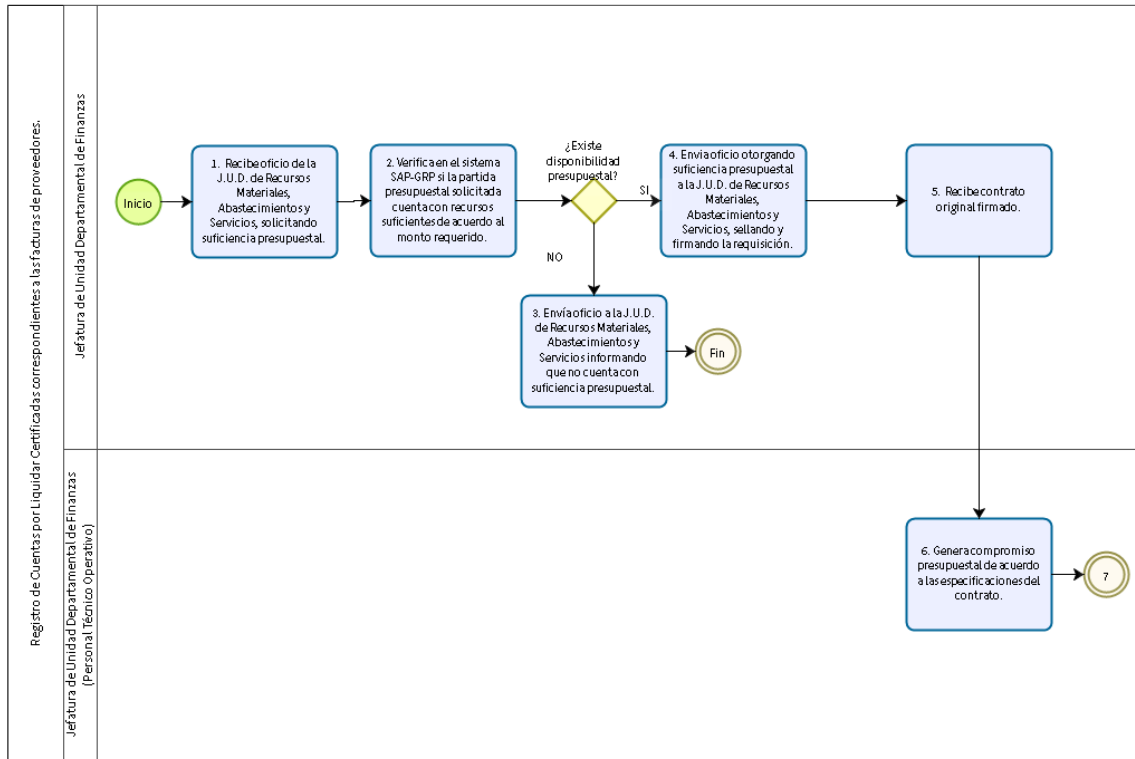 Registro de Cuentas por Liquidar Certificadas correspondientes a las facturas de proveedores.
Jefatura de Unidad Departamental de Finanzas
Inicio
1. Recibe oficio de la
J.U.D. de Recursos
Materiales,
Abastecimientos y
Servicios, solicitando
suficiencia presupuestal.
2. Verifica en el sistema
SAP-GRP si la partida
presupuestal solicitada
cuenta con recursos
suficientes de acuerdo al
monto requerido.
¿Existe
disponibilidad
presupuestal?
SI
NO
4. Envia oficio otorgando
suficiencia presupuestal
a la J.U.D. de Recursos
Materiales,
Abastecimientos y
Servicios, sellando y
firmando la requisición.
5. Recibe contrato
original firmado.
3. Envía oficio a la J.U.D.
de Recursos Materiales,
Abastecimientos y
Servicios informando
que no cuenta con
suficiencia presupuestal.
Fin
Jefatura de Unidad Departamental de Finanzas
(Personal Técnico Operativo)
6. Genera compromiso
presupuestal de acuerdo
a las especificaciones del
contrato.
7